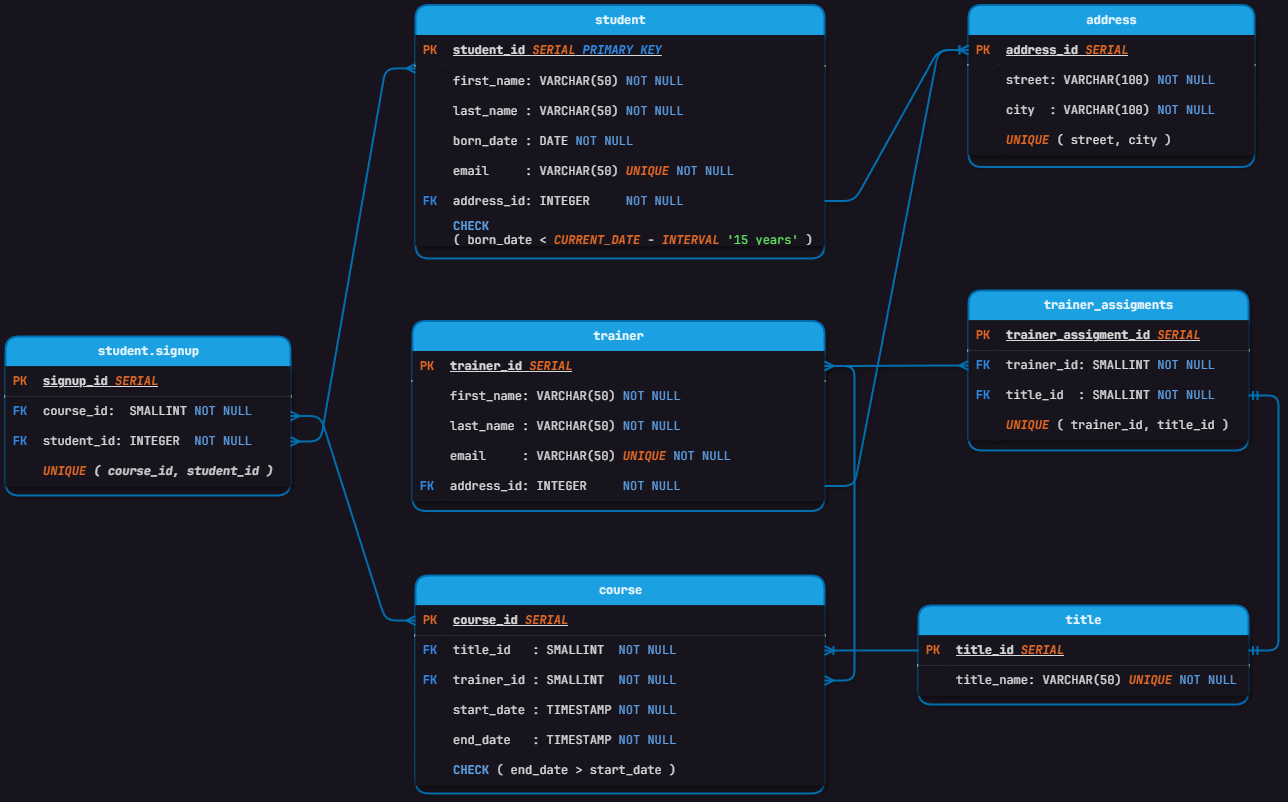 student
PK student_id SERIAL PRIMARY KEY
first_name: VARCHAR(50) NOT NULL
last_name : VARCHAR(50) NOT NULL
born_date : DATE NOT NULL
email : VARCHAR(50) UNIQUE NOT NULL
FK address_id: INTEGER NOT NULL
CHECK
( born_date < CURRENT_DATE - INTERVAL '15 years' )
address
PK address_id SERIAL
street: VARCHAR(100) NOT NULL
city : VARCHAR(100) NOT NULL
UNIQUE ( street, city )
student.signup
PK signup_id SERIAL
FK course_id: SMALLINT NOT NULL
FK student_id: INTEGER NOT NULL
UNIQUE ( course_id, student_id )
trainer
PK trainer_id SERIAL
first_name: VARCHAR(50) NOT NULL
last_name : VARCHAR(50) NOT NULL
email : VARCHAR(50) UNIQUE NOT NULL
FK address_id: INTEGER NOT NULL
trainer_assigments
PK trainer_assigment_id SERIAL
FK trainer_id: SMALLINT NOT NULL
FK title_id : SMALLINT NOT NULL
UNIQUE ( trainer_id, title_id )
course
PK course_id SERIAL
FK title_id : SMALLINT NOT NULL
FK trainer_id : SMALLINT NOT NULL
start_date : TIMESTAMP NOT NULL
end_date : TIMESTAMP NOT NULL
CHECK ( end_date > start_date )
title
PK title_id SERIAL
title_name: VARCHAR(50) UNIQUE NOT NULL